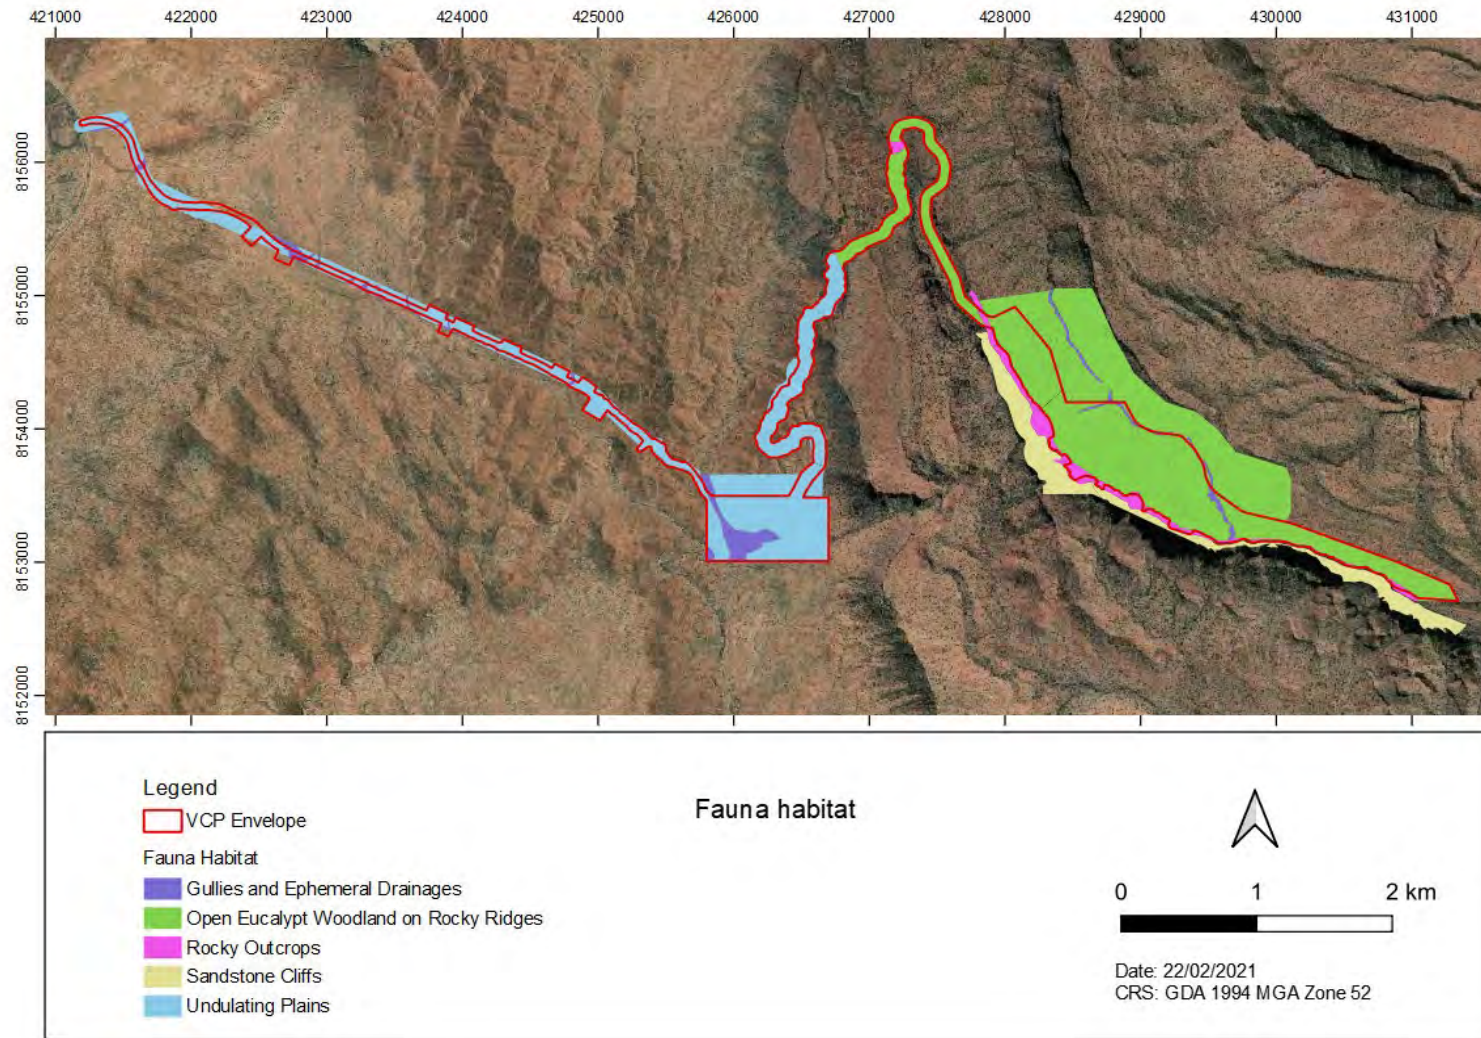 421000 422000 423000 424000 425000 426000 427000 428000 429000 430000 431000
8156000
8155000
8154000
8153000
8152000
Legend
VCP Envelope
Fauna Habitat
Gullies and Ephemeral Drainages
Open Eucalypt Woodland on Rocky Ridges
Rocky Outcrops
Sandstone Cliffs
Undulating Plains
Fauna habitat
0 1 2 km
Date: 22/02/2021
CRS: GDA 1994 MGA Zone 52